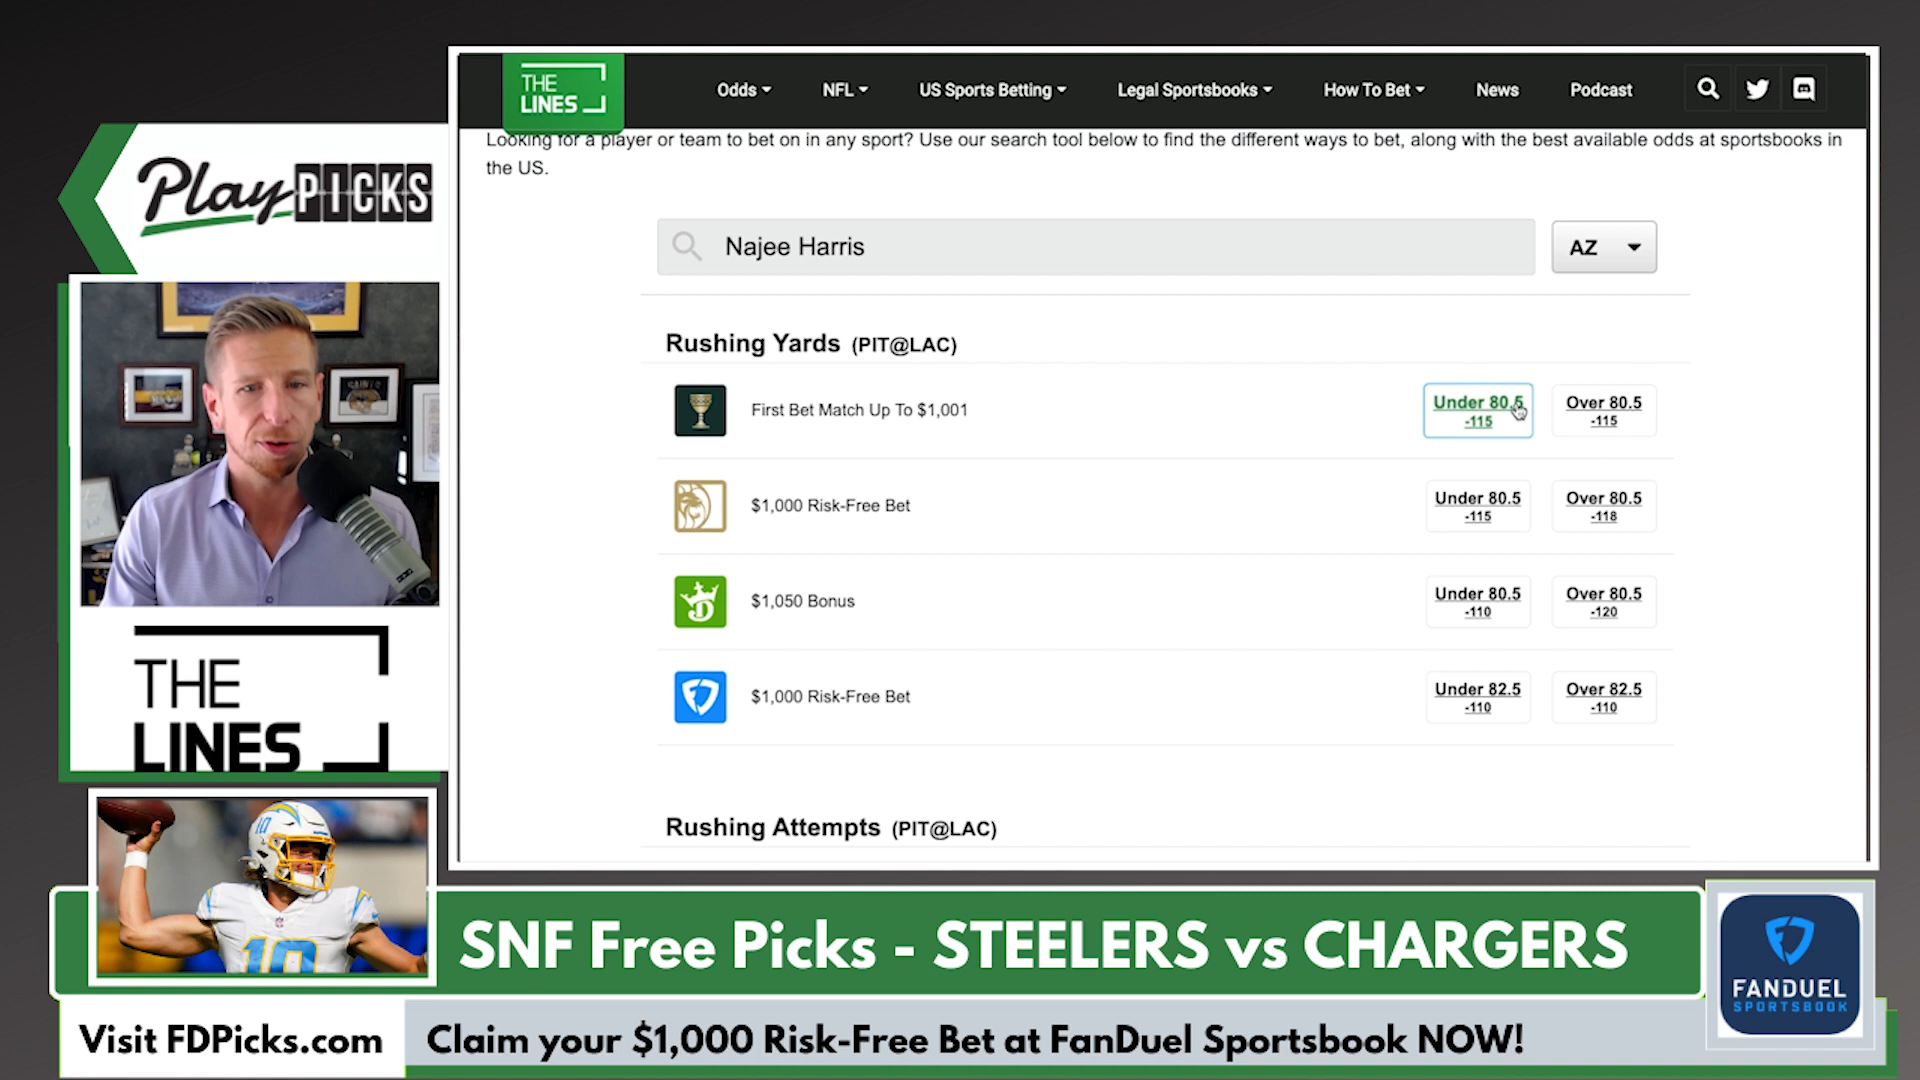 THE
LINES
Odds
NFL
US Sports Betting
Legal Sportsbooks
How To Bet
News
Podcast
Looking for a player or team to bet on in any sport? Use our search tool below to find the different ways to bet, along with the best available odds at sportsbooks in
the US.
Play PICKS
Najee Harris
AZ
Rushing Yards (PIT@LAC)
First Bet Match Up To $1,001
Under 80.5
-115
Over 80.5
-115
$1,000 Risk-Free Bet
Under 80.5
-115
Over 80.5
-118
$1,050 Bonus
Under 80.5
-110
Over 80.5
-120
$1,000 Risk-Free Bet
Under 82.5
-110
Over 82.5
-110
Rushing Attempts (PIT@LAC)
THE
LINES
10
10
SNF Free Picks - STEELERS vs CHARGERS
FANDUEL
SPORTSBOOK
Visit FDPicks.com
Claim your $1,000 Risk-Free Bet at FanDuel Sportsbook NOW!